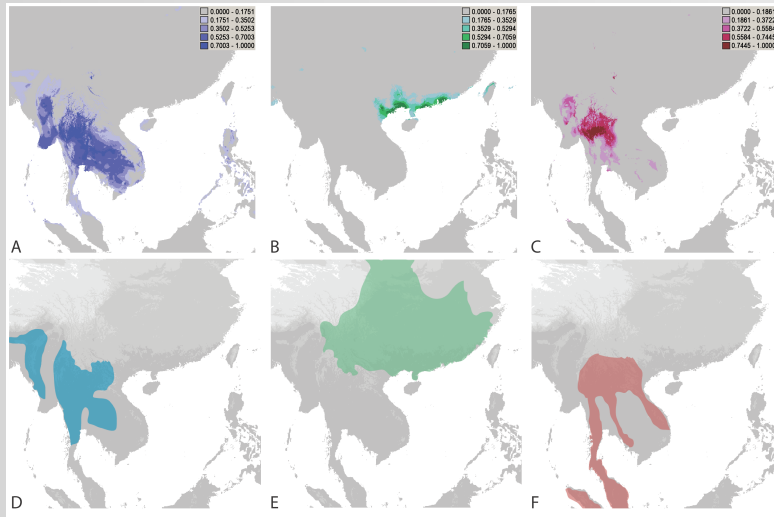 0.0000 - 0.1751
0.1751 - 0.3502
0.3502 - 0.5253
0.5253 - 0.7003
0.7003 - 1.0000
A
0.0000 - 0.1765
0.1765 - 0.3529
0.3529 - 0.5294
0.5294 - 0.7059
0.7059 - 1.0000
B
0.0000 - 0.1861
0.1861 - 0.3722
0.3722 - 0.5584
0.5584 - 0.7445
0.7445 - 1.0000
C
D
E
F